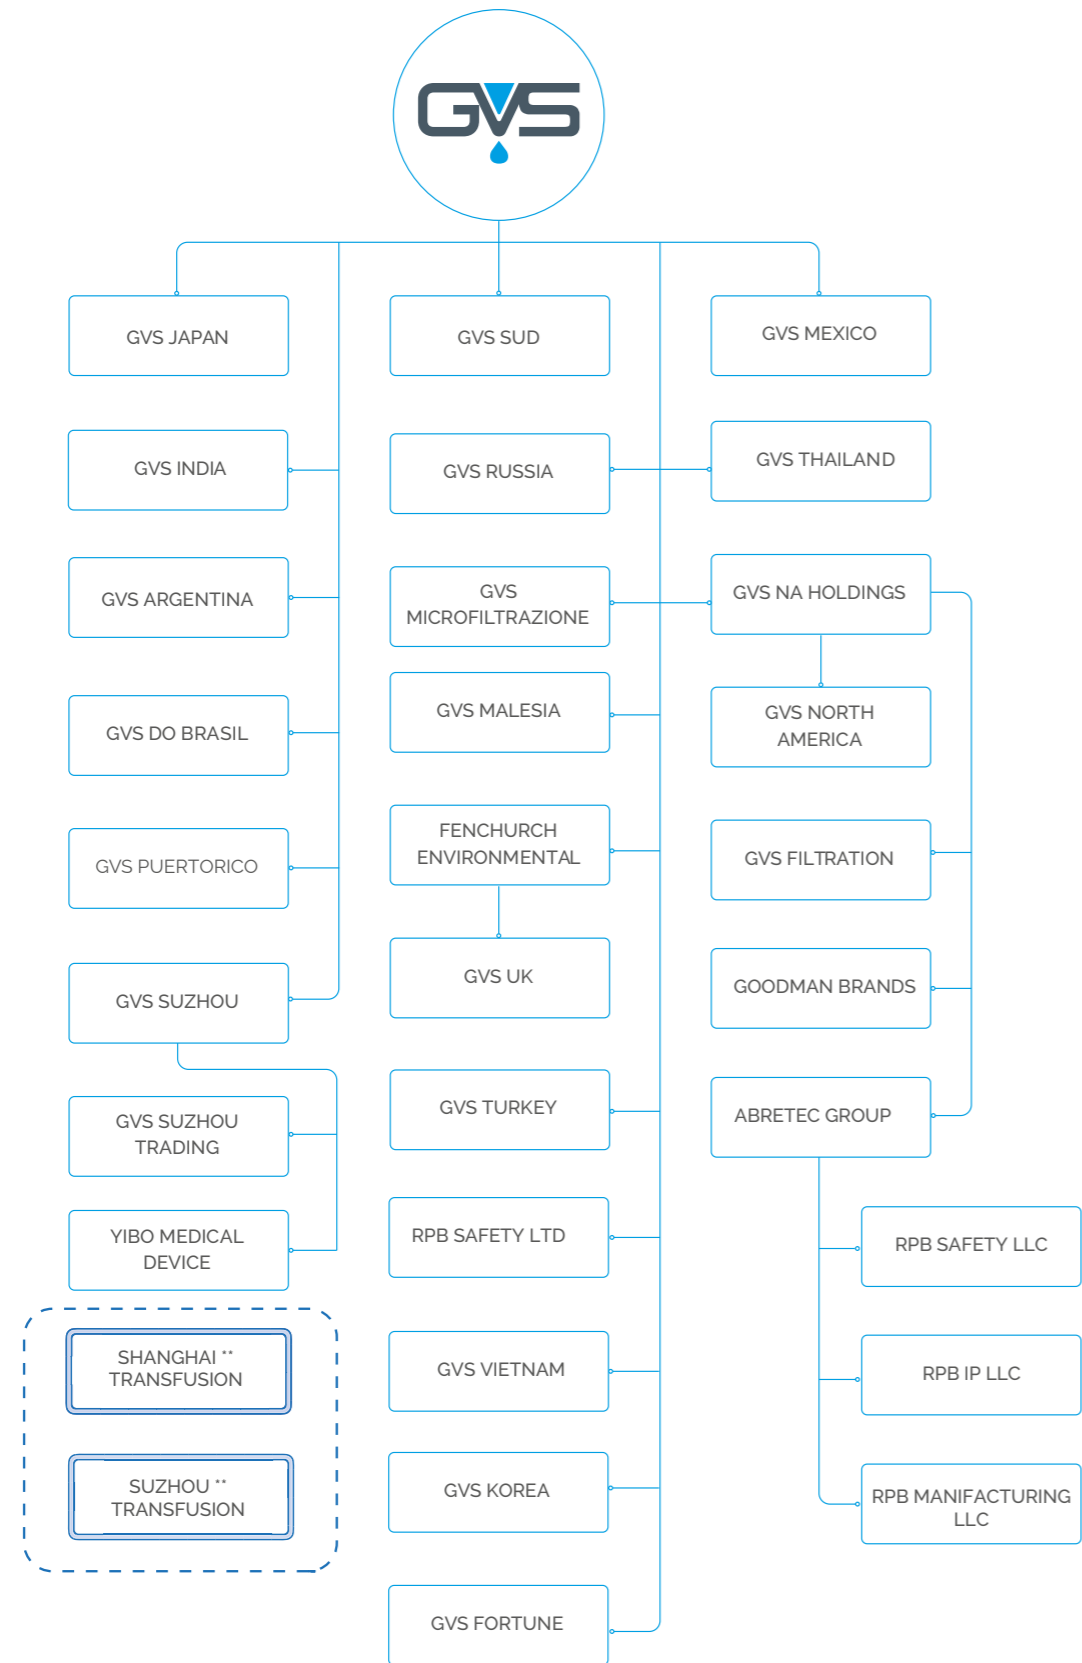 GVS
GVS JAPAN
GVS INDIA
GVS ARGENTINA
GVS DO BRASIL
GVS PUERTORICO
GVS SUZHOU
GVS SUZHOU
TRADING
YIBO MEDICAL
DEVICE
SHANGHAI **
TRANSFUSION
SUZHOU **
TRANSFUSION
GVS SUD
GVS RUSSIA
GVS
MICROFILTRAZIONE
GVS MALESIA
FENCHURCH
ENVIRONMENTAL
GVS UK
GVS TURKEY
RPB SAFETY LTD
GVS VIETNAM
GVS KOREA
GVS FORTUNE
GVS MEXICO
GVS THAILAND
GVS NA HOLDINGS
GVS NORTH
AMERICA
GVS FILTRATION
GOODMAN BRANDS
ABRETEC GROUP
RPB SAFETY LLC
RPB IP LLC
RPB MANIFACTURING
LLC